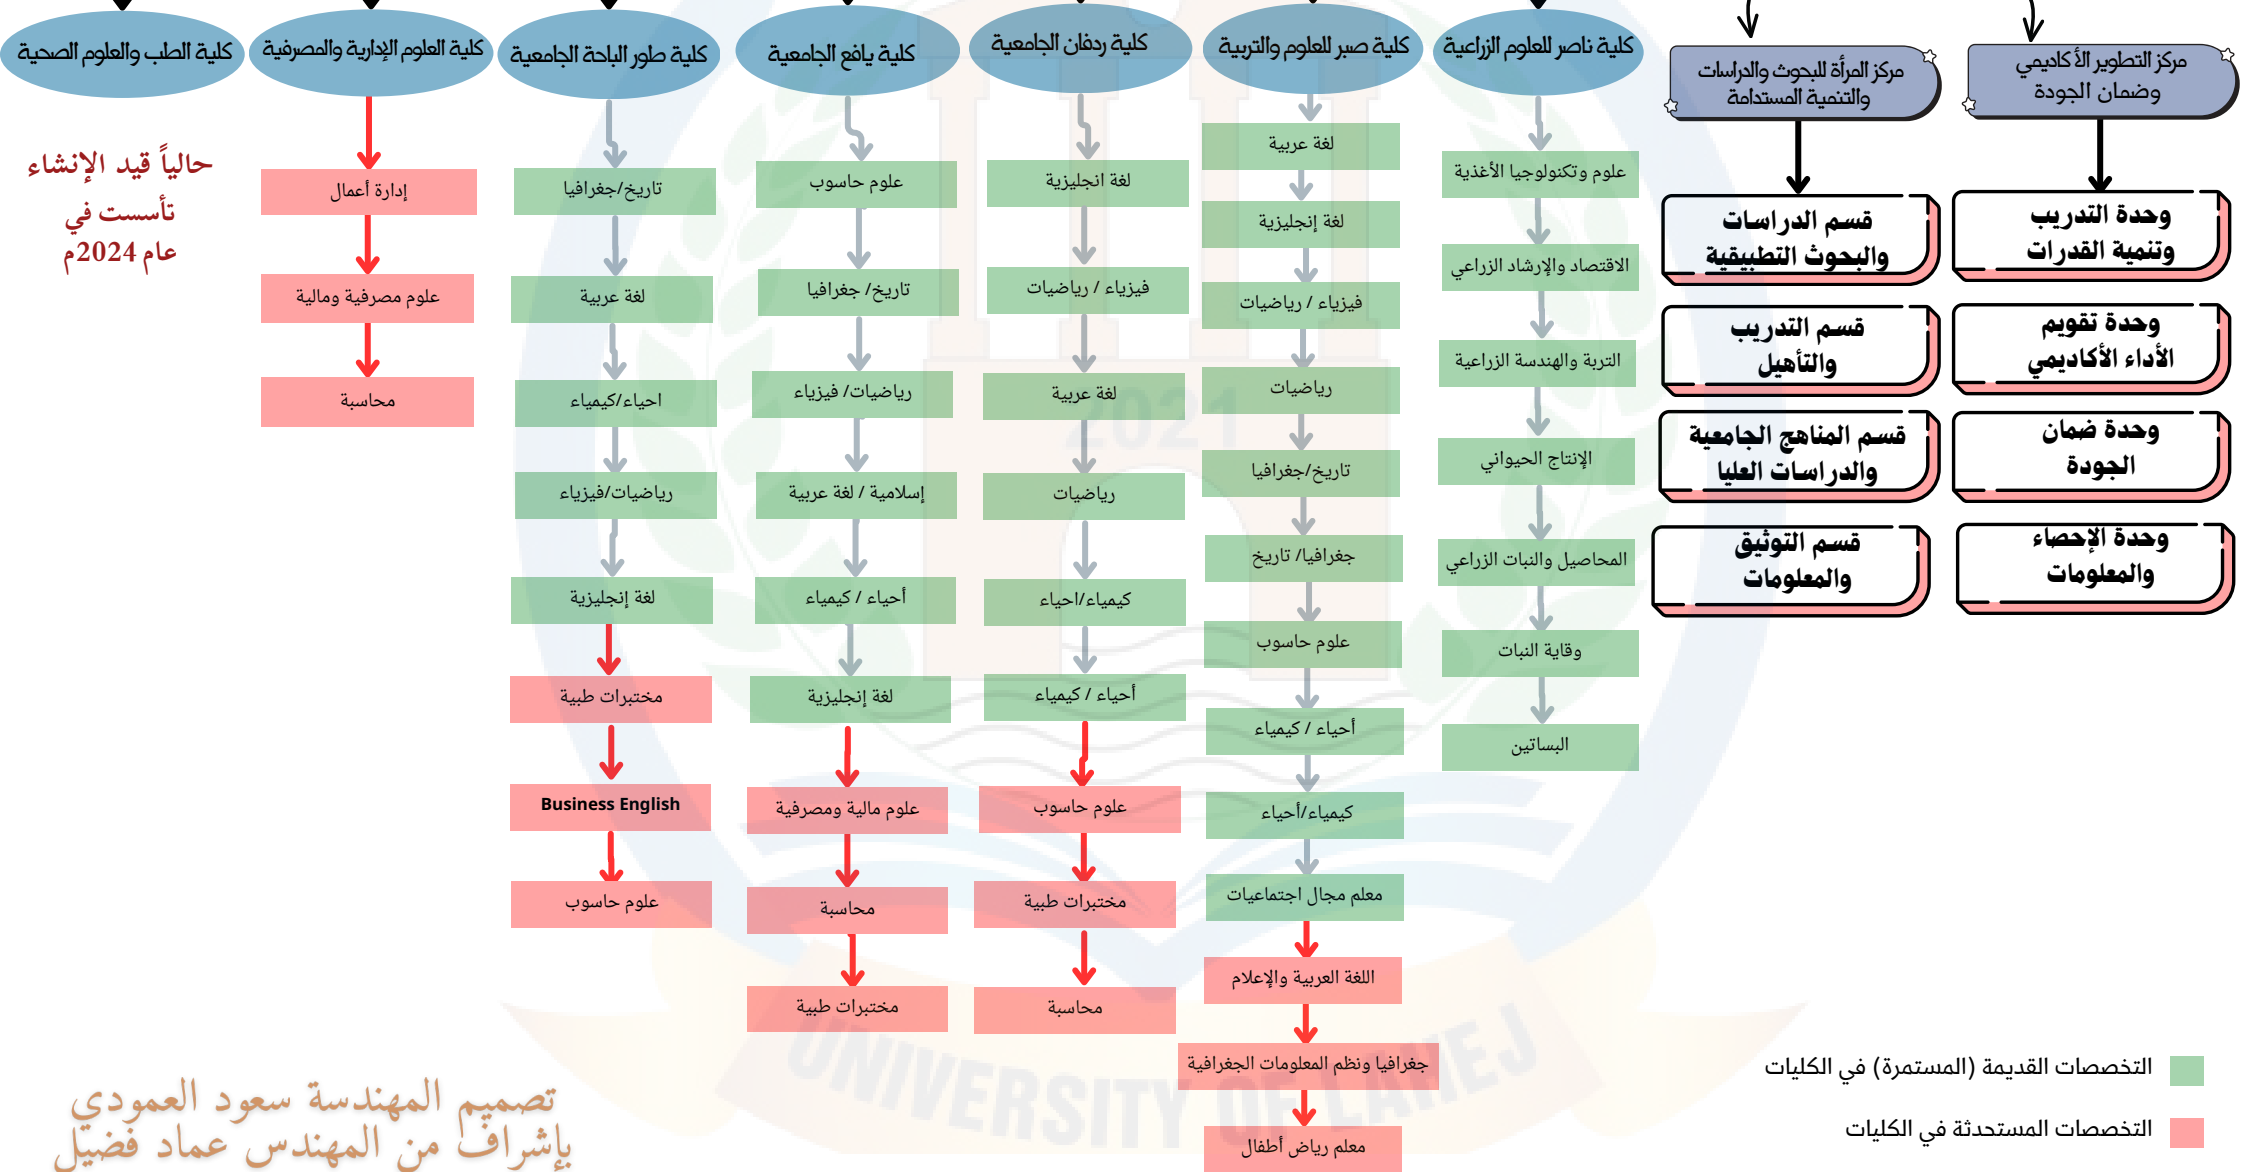 مركز التطوير الأكاديمي
وضمان الجودة
وحدة التدريب
وتنمية القدرات
وحدة تقويم
الأداء الأكاديمي
وحدة ضمان
الجودة
وحدة الإحصاء
والمعلومات
مركز المرأة للبحوث والدراسات
والتنمية المستدامة
قسم الدراسات
والبحوث التطبيقية
قسم التدريب
والتأهيل
قسم المناهج الجامعية
والدراسات العليا
قسم التوثيق
والمعلومات
كلية ناصر للعلوم الزراعية
علوم وتكنولوجيا الأغذية
الاقتصاد والإرشاد الزراعي
التربة والهندسة الزراعية
الإنتاج الحيواني
المحاصيل والنبات الزراعي
وقاية النبات
البساتين
كلية صبر للعلوم والتربية
لغة عربية
لغة إنجليزية
فيزياء / رياضيات
رياضيات
تاريخ/جغرافيا
جغرافيا/ تاريخ
علوم حاسوب
أحياء / كيمياء
كيمياء/أحياء
معلم مجال اجتماعيات
اللغة العربية والإعلام
جغرافيا ونظم المعلومات الجغرافية
معلم رياض أطفال
كلية ردفان الجامعية
لغة انجليزية
فيزياء / رياضيات
لغة عربية
رياضيات
كيمياء/احياء
أحياء / كيمياء
علوم حاسوب
مختبرات طبية
محاسبة
كلية يافع الجامعية
علوم حاسوب
تاريخ/ جغرافيا
رياضيات/ فيزياء
إسلامية / لغة عربية
أحياء / كيمياء
لغة إنجليزية
علوم مالية ومصرفية
محاسبة
مختبرات طبية
كلية طور الباحة الجامعية
تاريخ/جغرافيا
لغة عربية
احياء/كيمياء
رياضيات/فيزياء
لغة إنجليزية
مختبرات طبية
Business English
علوم حاسوب
كلية العلوم الإدارية والمصرفية
إدارة أعمال
علوم مصرفية ومالية
محاسبة
كلية الطب والعلوم الصحية
حالياً قيد الإنشاء
تأسست في
عام 2024م
2021
UNIVERSITY OF LAHEJ
التخصصات القديمة (المستمرة) في الكليات
التخصصات المستحدثة في الكليات
تصميم المهندسة سعود العمودي
بإشراف من المهندس عماد فضيل